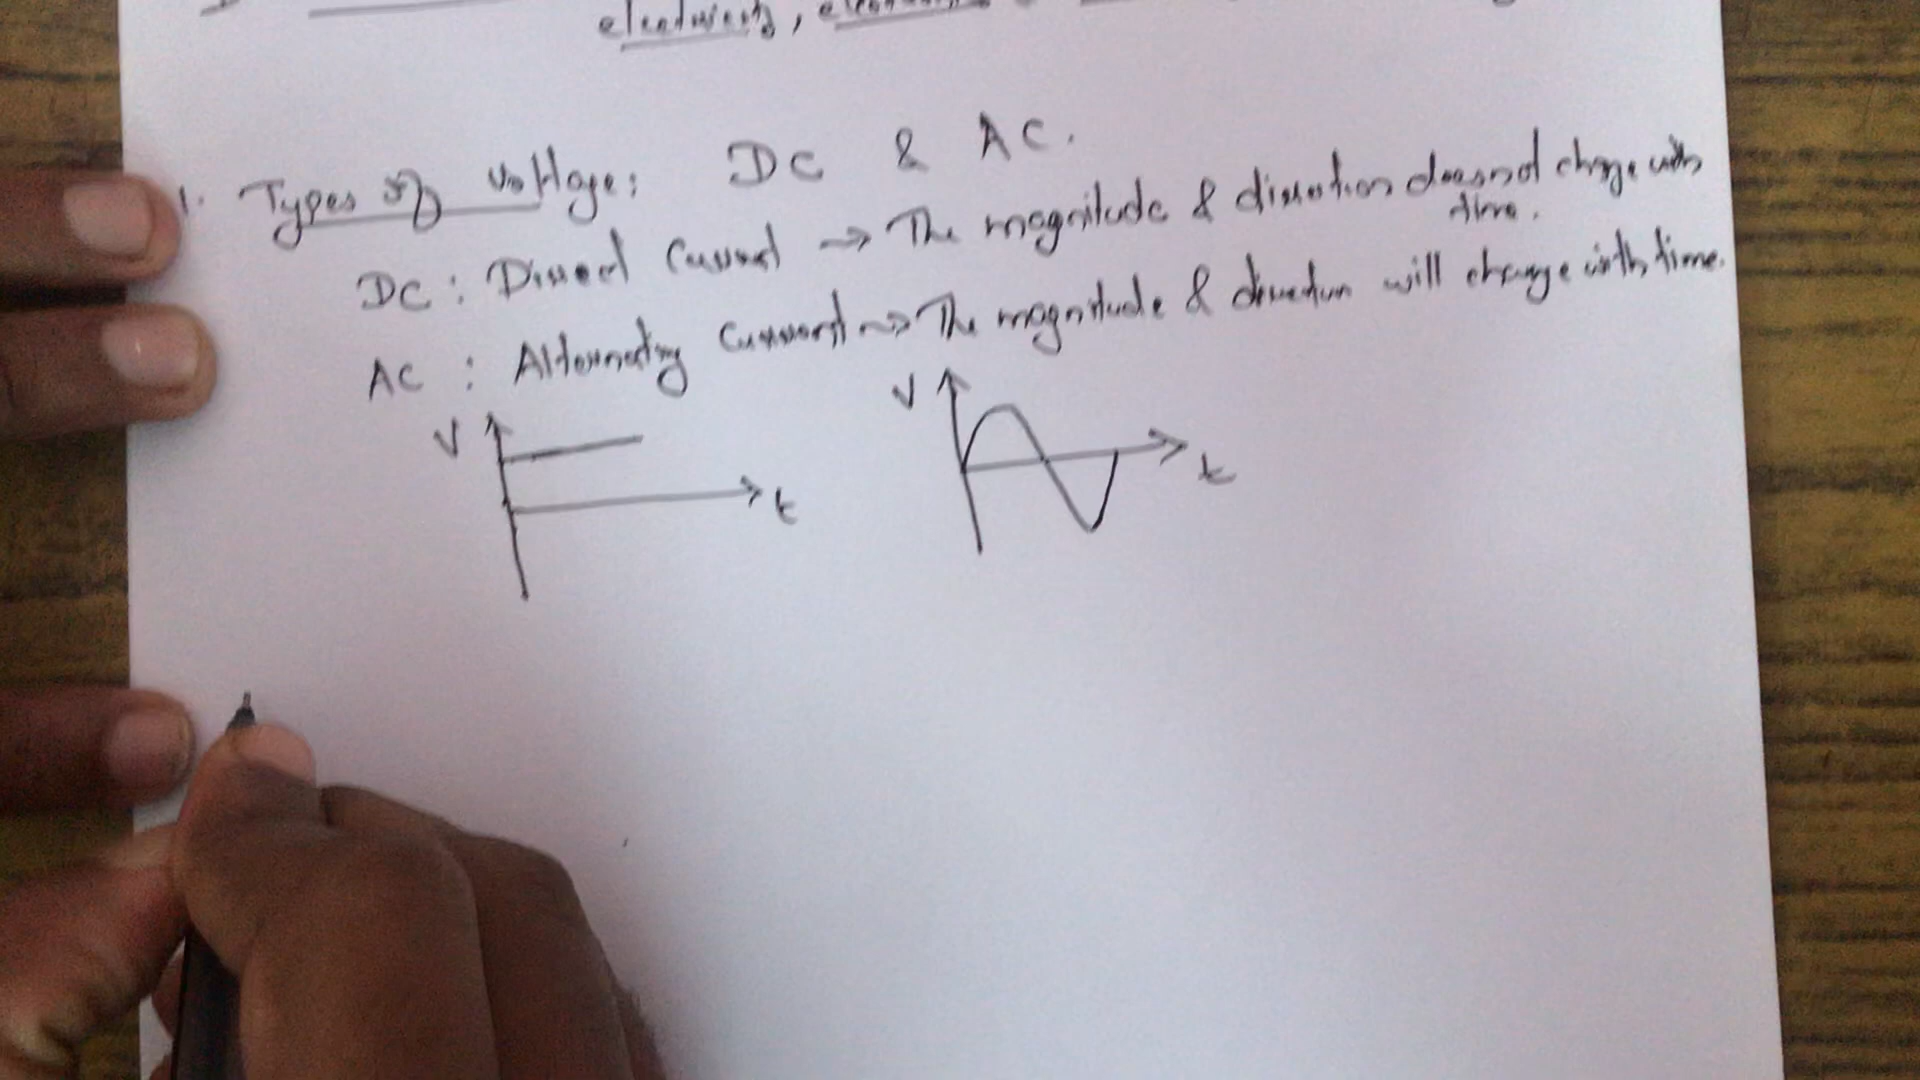 1. Types of Voltage: DC & AC.
DC : Direct Current → The magnitude & direction does not change with
time.
AC : Alternating Current → The magnitude & direction will change with time.
V
t
V
t